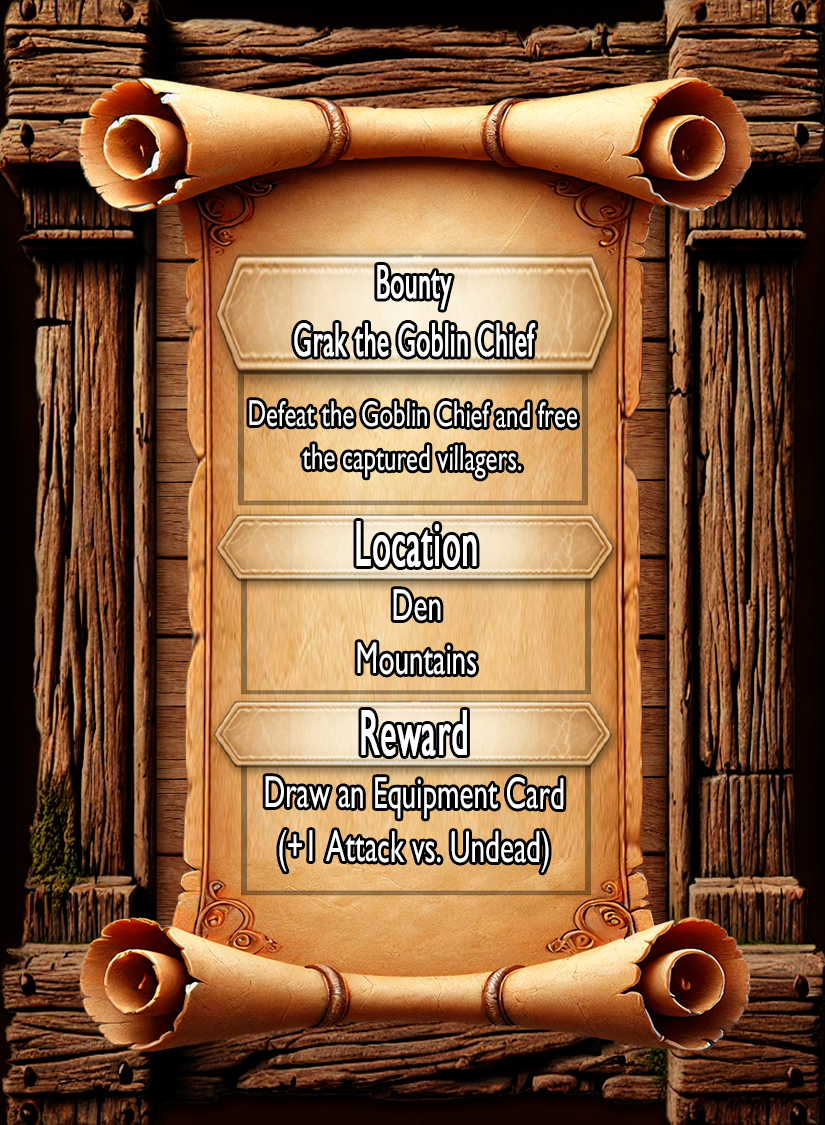 Bounty
Grak the Goblin Chief
Defeat the Goblin Chief and free
the captured villagers.
Location
Den
Mountains
Reward
Draw an Equipment Card
(+1 Attack vs. Undead)